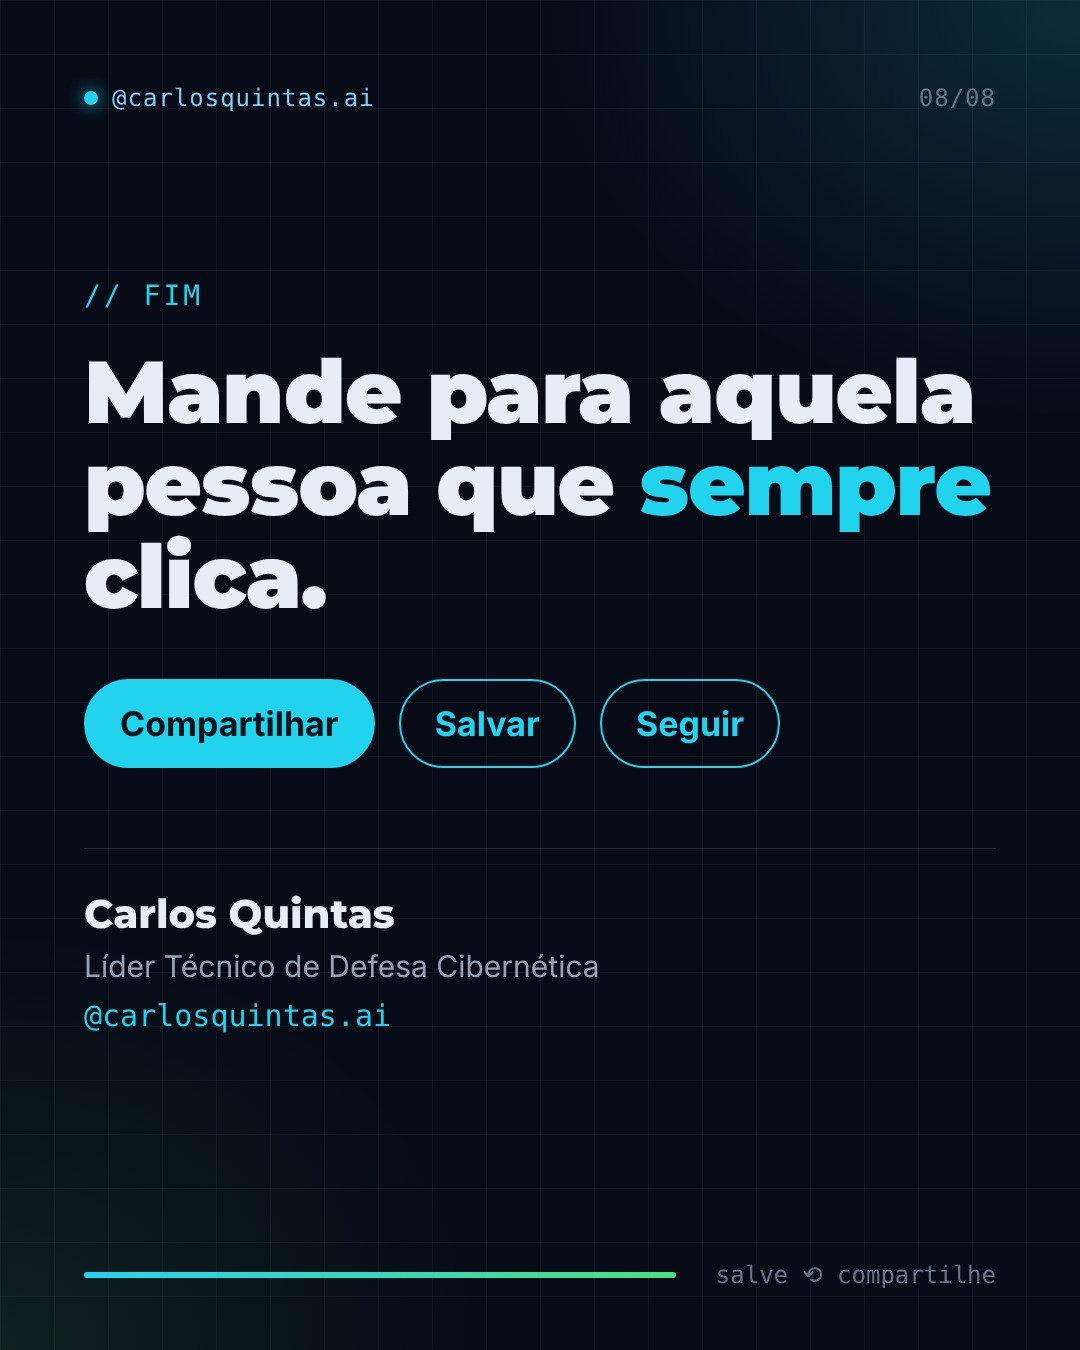 @carlosquintas.ai
08/08
// FIM
Mande para aquela
pessoa que sempre
clica.
Compartilhar
Salvar
Seguir
Carlos Quintas
Líder Técnico de Defesa Cibernética
@carlosquintas.ai
salve ⟲ compartilhe